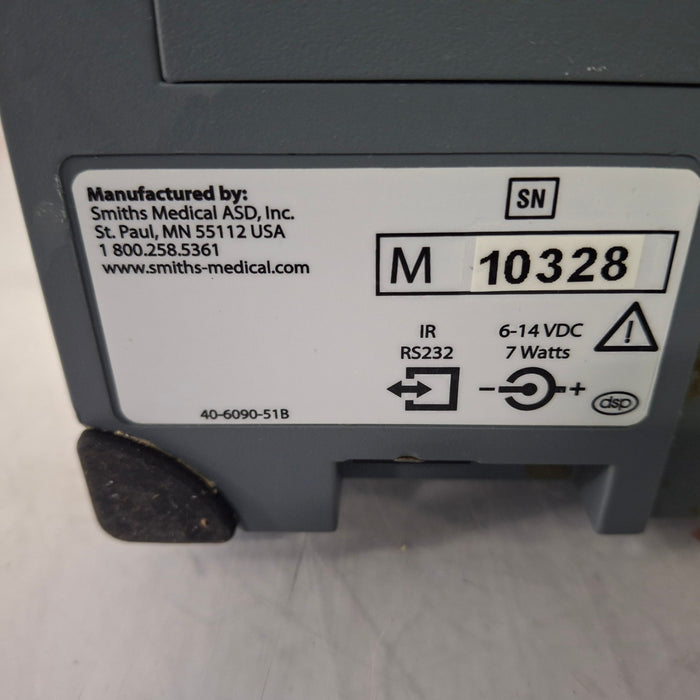 Manufactured by:
Smiths Medical ASD, Inc.
St. Paul, MN 55112 USA
1 800.258.5361
www.smiths-medical.com
SN
M 10328
IR
RS232
6-14 VDC
7 Watts
!
- +
dsp
40-6090-51B